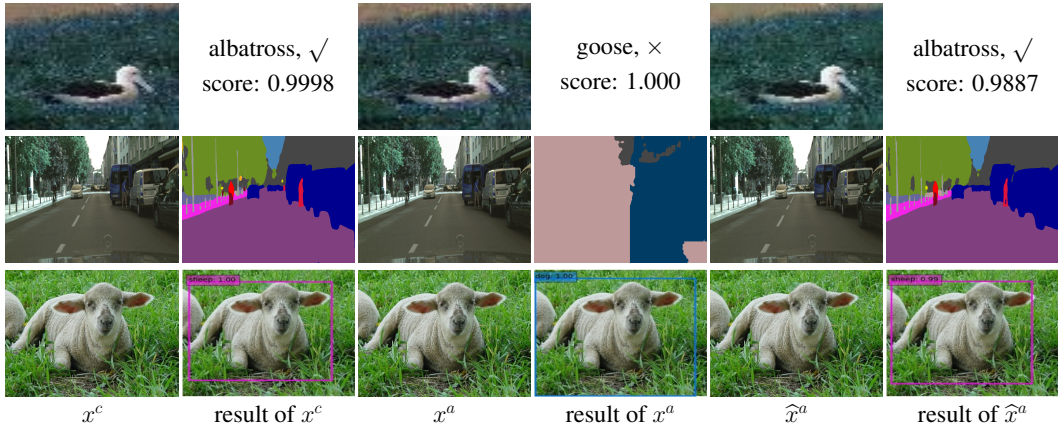 albatross, √
score: 0.9998
goose, ×
score: 1.000
albatross, √
score: 0.9887
sheep: 1.00
dog: 1.00
sheep: 0.99
x^c
result of x^c
x^a
result of x^a
x̂^a
result of x̂^a